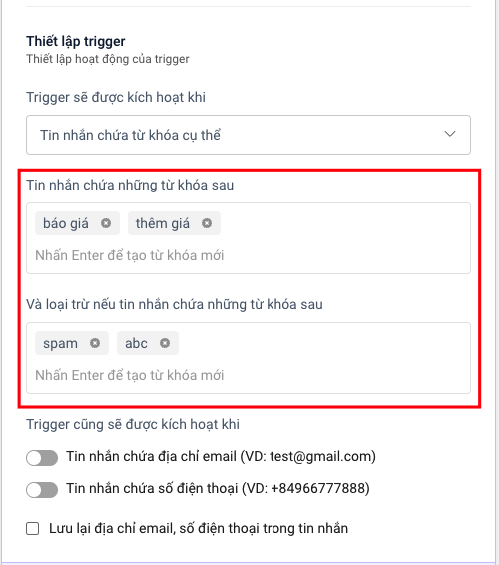 Thiết lập trigger
Thiết lập hoạt động của trigger
Trigger sẽ được kích hoạt khi
Tin nhắn chứa từ khóa cụ thể
Tin nhắn chứa những từ khóa sau
báo giá thêm giá
Nhấn Enter để tạo từ khóa mới
Và loại trừ nếu tin nhắn chứa những từ khóa sau
spam abc
Nhấn Enter để tạo từ khóa mới
Trigger cũng sẽ được kích hoạt khi
Tin nhắn chứa địa chỉ email (VD: test@gmail.com)
Tin nhắn chứa số điện thoại (VD: +84966777888)
Lưu lại địa chỉ email, số điện thoại trong tin nhắn